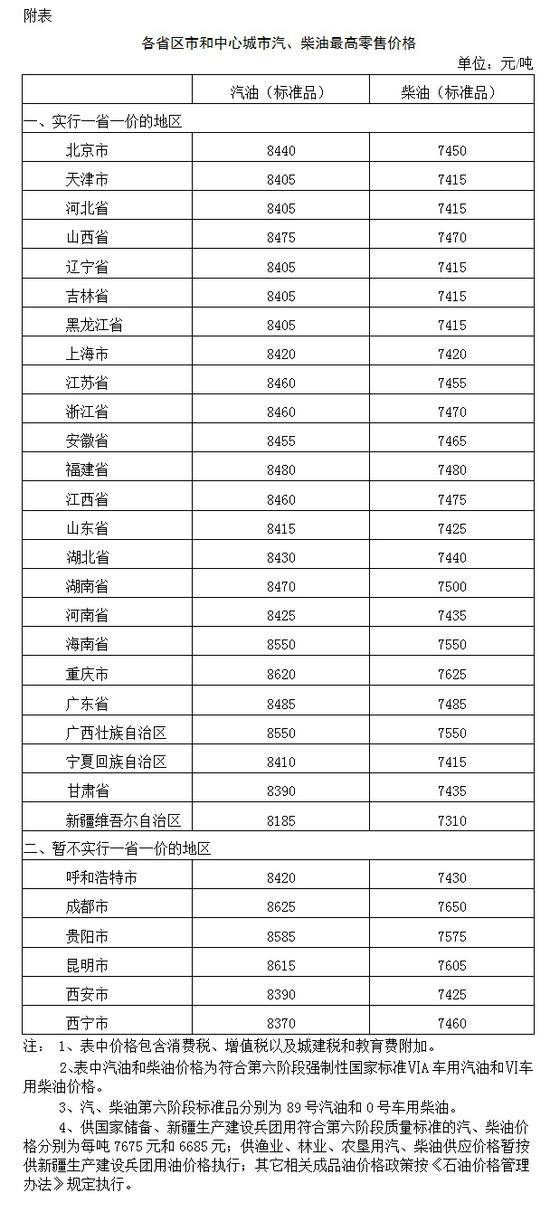 附表
各省区市和中心城市汽、柴油最高零售价格
单位：元/吨
汽油（标准品） 柴油（标准品）
一、实行一省一价的地区
北京市 8440 7450
天津市 8405 7415
河北省 8405 7415
山西省 8475 7470
辽宁省 8405 7415
吉林省 8405 7415
黑龙江省 8405 7415
上海市 8420 7420
江苏省 8460 7455
浙江省 8460 7470
安徽省 8455 7465
福建省 8480 7480
江西省 8460 7475
山东省 8415 7425
湖北省 8430 7440
湖南省 8470 7500
河南省 8425 7435
海南省 8550 7550
重庆市 8620 7625
广东省 8485 7485
广西壮族自治区 8550 7550
宁夏回族自治区 8410 7415
甘肃省 8390 7435
新疆维吾尔自治区 8185 7310
二、暂不实行一省一价的地区
呼和浩特市 8420 7430
成都市 8625 7650
贵阳市 8585 7575
昆明市 8615 7605
西安市 8390 7425
西宁市 8370 7460
注： 1、表中价格包含消费税、增值税以及城建税和教育费附加。
2、表中汽油和柴油价格为符合第六阶段强制性国家标准ⅥA车用汽油和Ⅵ车
用柴油价格。
3、汽、柴油第六阶段标准品分别为 89 号汽油和 0 号车用柴油。
4、供国家储备、新疆生产建设兵团用符合第六阶段质量标准的汽、柴油价
格分别为每吨 7675 元和 6685 元；供渔业、林业、农垦用汽、柴油供应价格暂按
供新疆生产建设兵团用油价格执行；其它相关成品油价格政策按《石油价格管理
办法》规定执行。